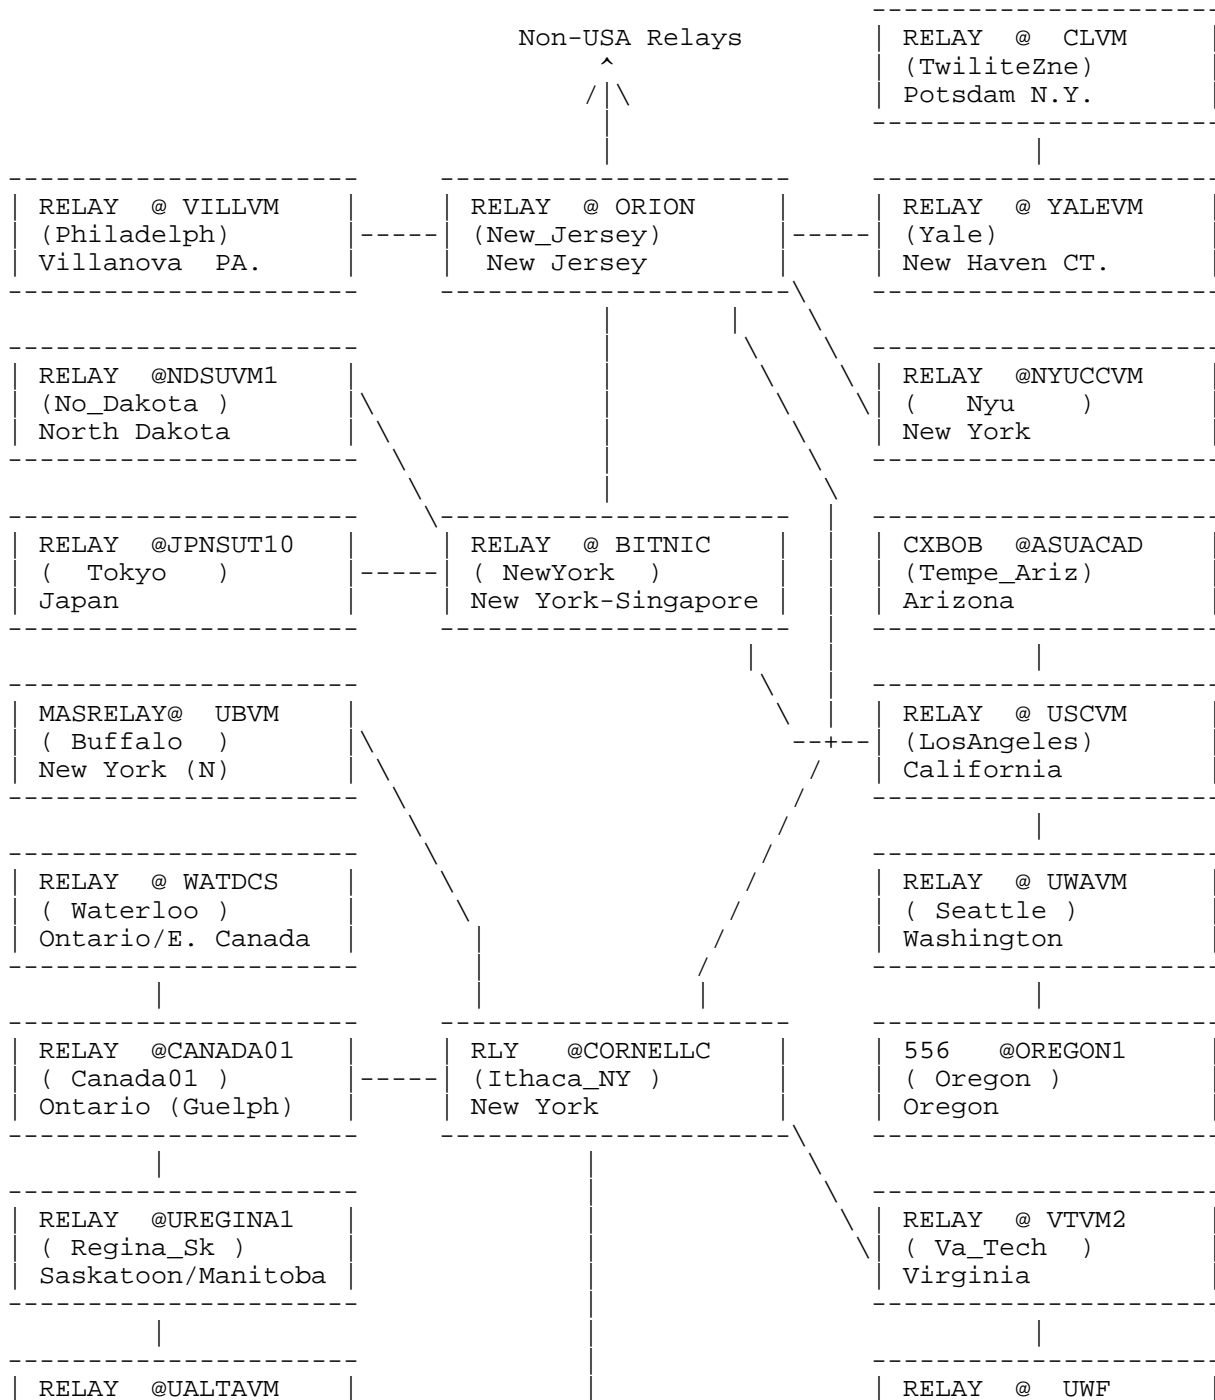 Non-USA Relays
RELAY  @  CLVM
(TwiliteZne)
Potsdam N.Y.
RELAY  @ VILLVM
(Philadelph)
Villanova  PA.
RELAY  @ ORION
(New_Jersey)
New Jersey
RELAY  @ YALEVM
(Yale)
New Haven CT.
RELAY  @NDSUVM1
(No_Dakota )
North Dakota
RELAY  @NYUCCVM
(   Nyu    )
New York
RELAY  @JPNSUT10
(  Tokyo   )
Japan
RELAY  @ BITNIC
( NewYork  )
New York-Singapore
CXBOB  @ASUACAD
(Tempe_Ariz)
Arizona
MASRELAY@  UBVM
( Buffalo  )
New York (N)
RELAY  @ USCVM
(LosAngeles)
California
RELAY  @ WATDCS
( Waterloo )
Ontario/E. Canada
RELAY  @ UWAVM
( Seattle )
Washington
RELAY  @CANADA01
( Canada01 )
Ontario (Guelph)
RLY   @CORNELLC
(Ithaca_NY )
New York
556    @OREGON1
( Oregon )
Oregon
RELAY  @UREGINA1
( Regina_Sk )
Saskatoon/Manitoba
RELAY  @ VTVM2
( Va_Tech  )
Virginia
RELAY  @UALTAVM
RELAY  @  UWF